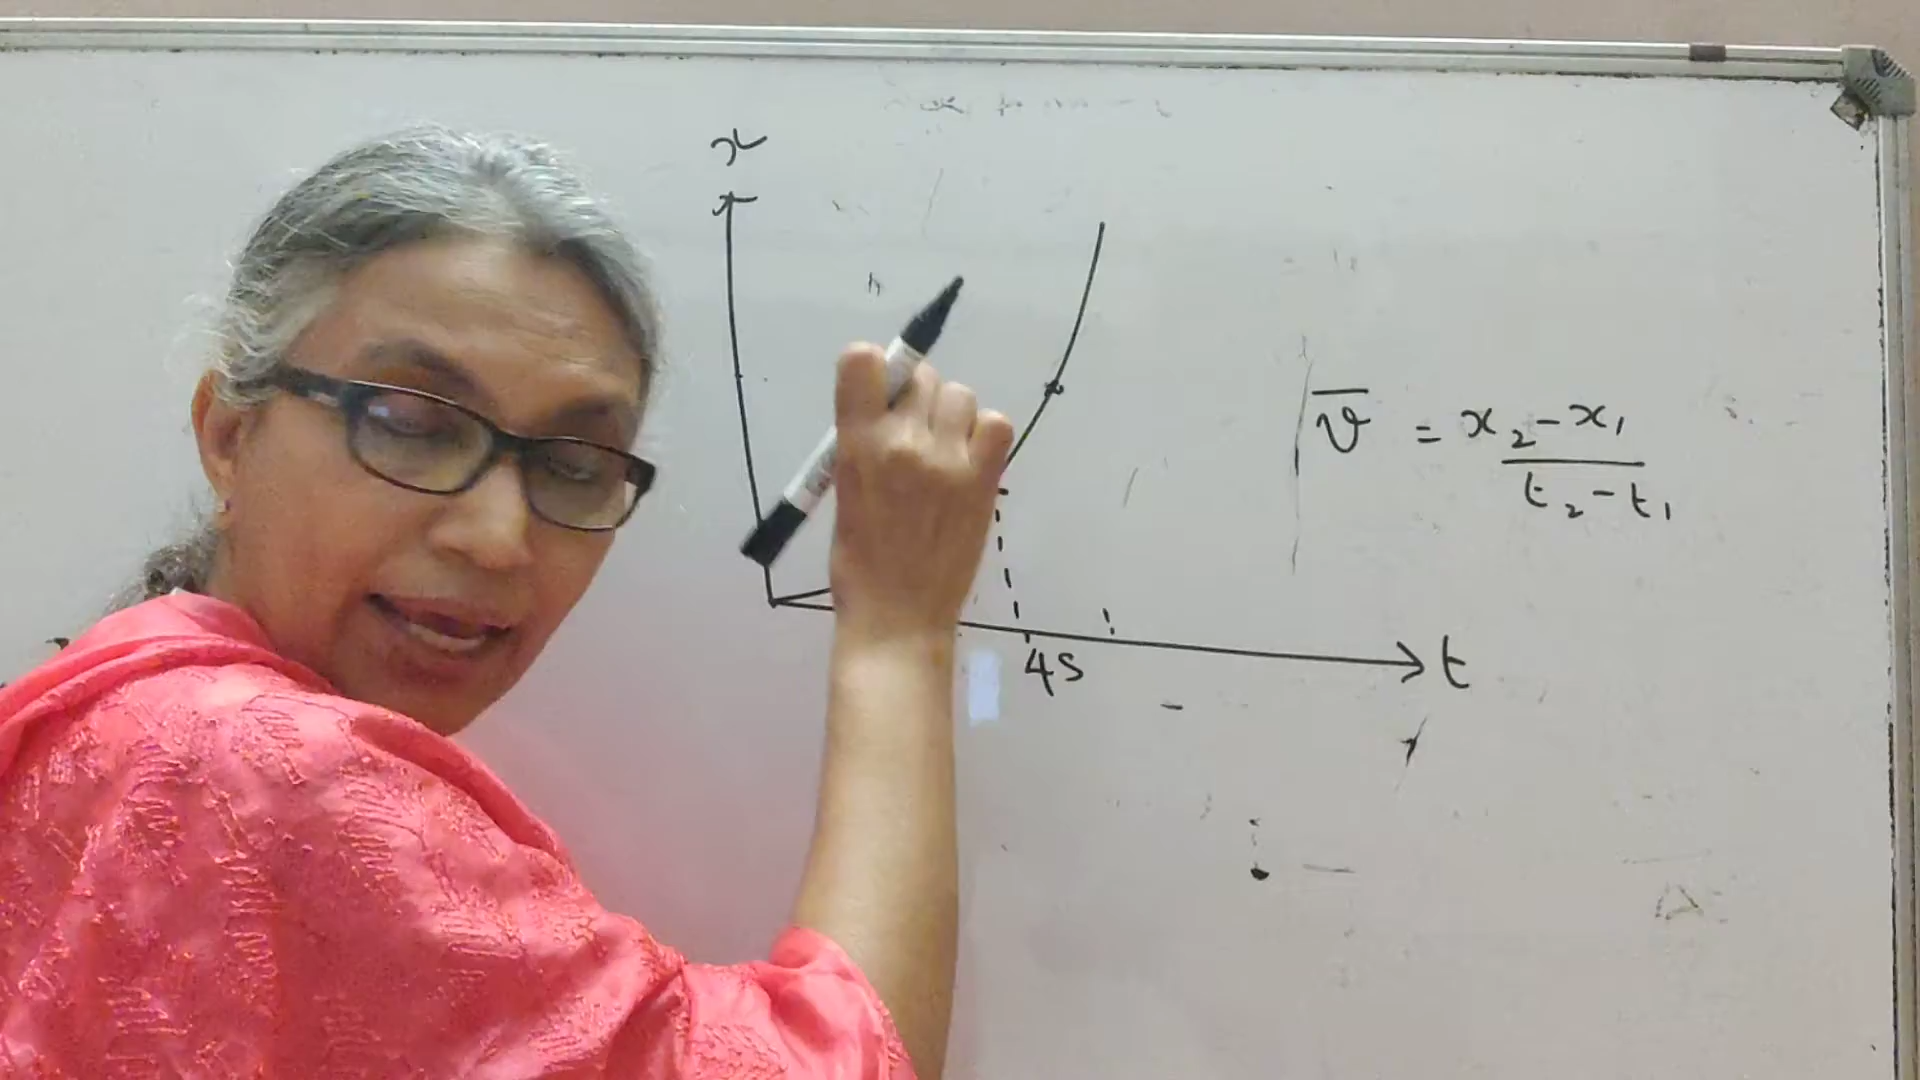 x
v̅ = x₂ - x₁
t₂ - t₁
t
4s